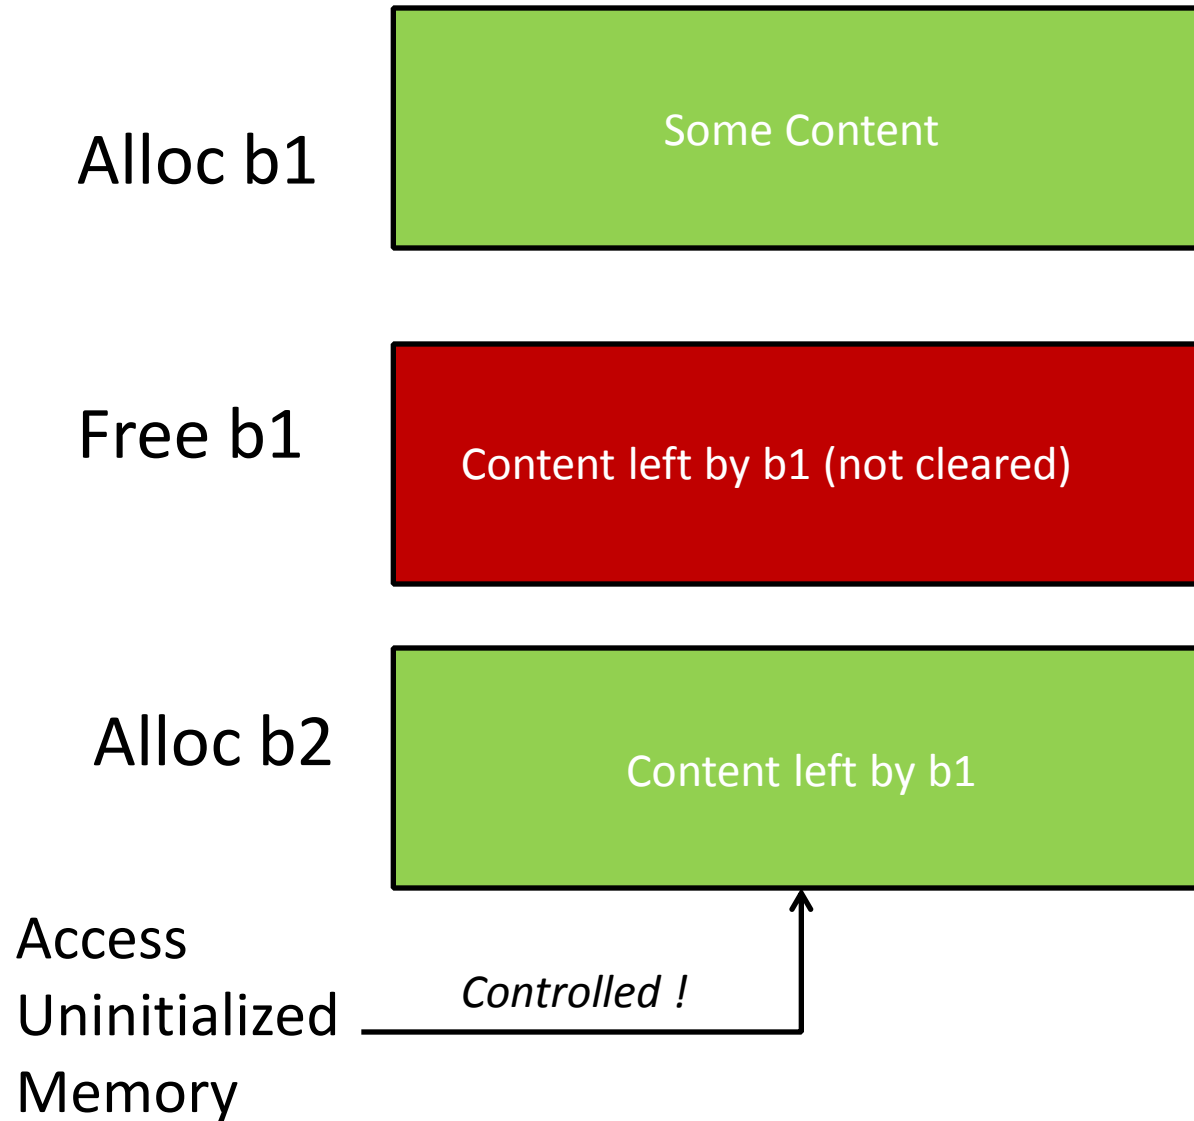 Some Content
Alloc b1
Free b1
Content left by b1 (not cleared)
Alloc b2
Content left by b1
Access
Uninitialized
Memory
Controlled !